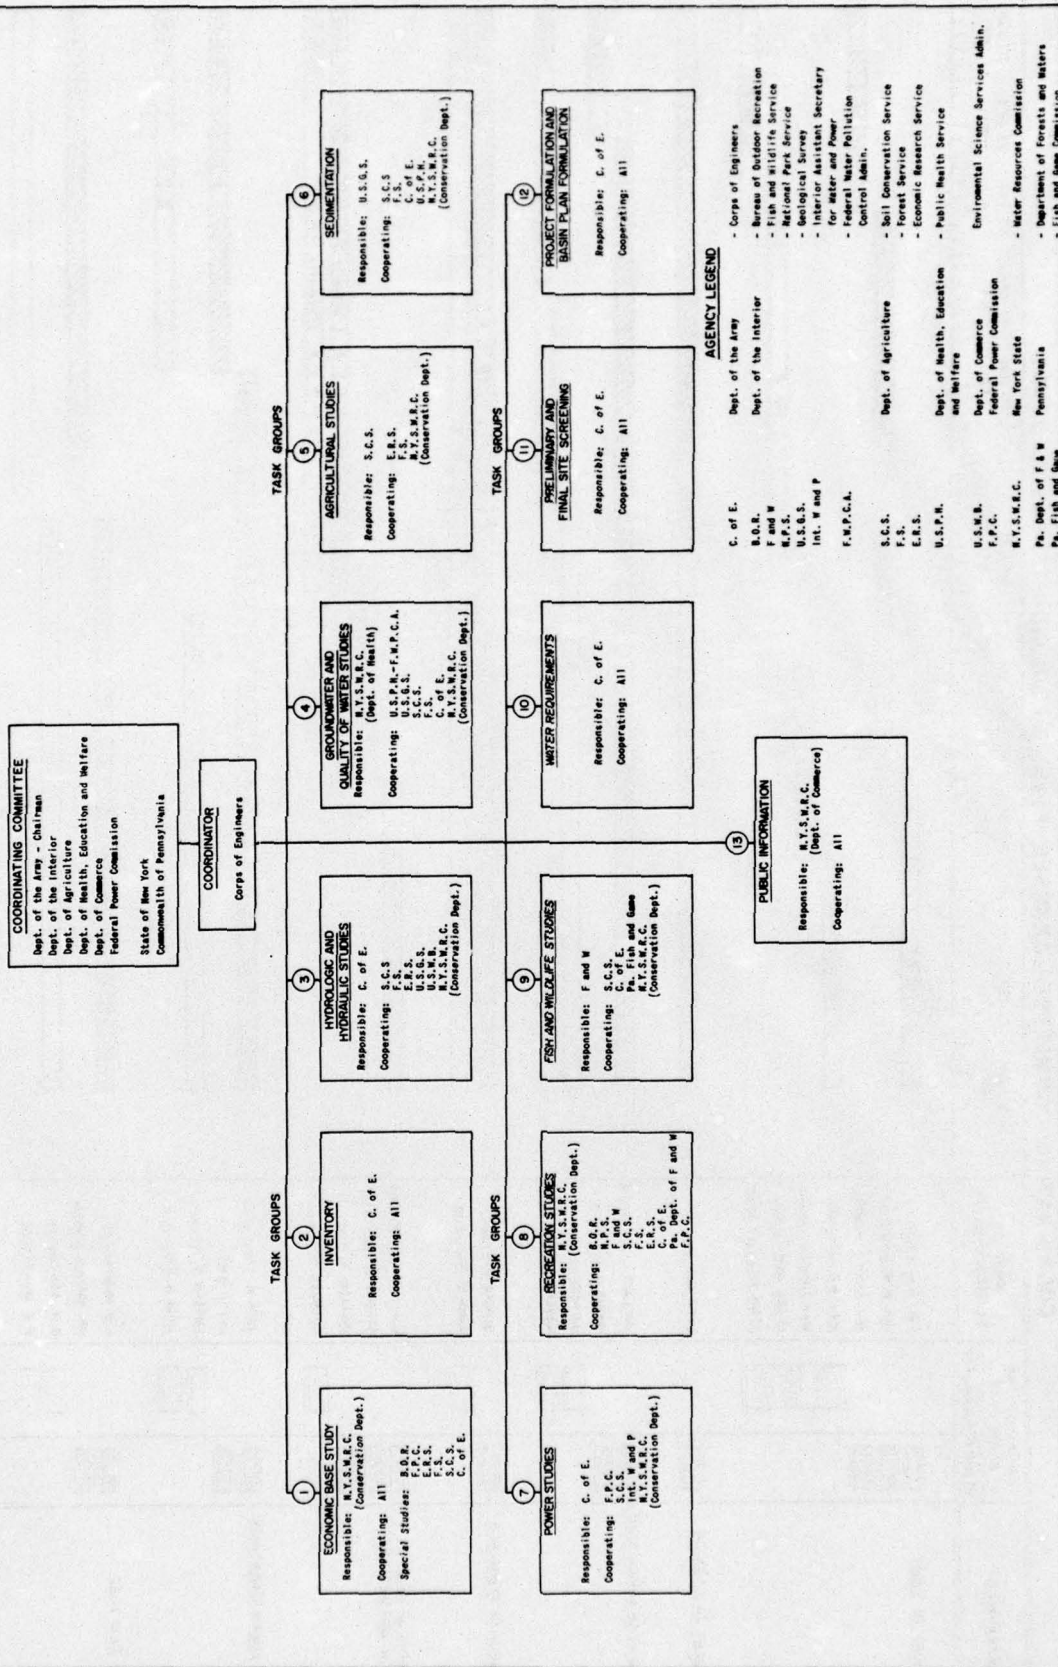 COORDINATING COMMITTEE
Dept. of the Army - Chairman
Dept. of the Interior
Dept. of Agriculture
Dept. of Health, Education and Welfare
Dept. of Commerce
Federal Power Commission
State of New York
Commonwealth of Pennsylvania
COORDINATOR
Corps of Engineers
TASK GROUPS
TASK GROUPS
1
ECONOMIC BASE STUDY
Responsible: N.Y.S.W.R.C.
(Conservation Dept.)
Cooperating: All
Special Studies: B.O.R.
F.P.C.
E.R.S.
F.S.
S.C.S.
C. of E.
2
INVENTORY
Responsible: C. of E.
Cooperating: All
3
HYDROLOGIC AND
HYDRAULIC STUDIES
Responsible: C. of E.
Cooperating: S.C.S
F.S.
E.R.S.
U.S.G.S.
U.S.W.B.
N.Y.S.W.R.C.
(Conservation Dept.)
4
GROUNDWATER AND
QUALITY OF WATER STUDIES
Responsible: N.Y.S.W.R.C.
(Dept. of Health)
Cooperating: U.S.P.H.-F.W.P.C.A.
U.S.G.S.
S.C.S.
F.S.
C. of E.
N.Y.S.W.R.C.
(Conservation Dept.)
5
AGRICULTURAL STUDIES
Responsible: S.C.S.
Cooperating: E.R.S.
F.S.
N.Y.S.W.R.C.
(Conservation Dept.)
6
SEDIMENTATION
Responsible: U.S.G.S.
Cooperating: S.C.S
F.S.
C. of E.
U.S.P.H.
N.Y.S.W.R.C.
(Conservation Dept.)
TASK GROUPS
TASK GROUPS
7
POWER STUDIES
Responsible: C. of E.
Cooperating: F.P.C.
S.C.S.
Int. W and P
N.Y.S.W.R.C.
(Conservation Dept.)
8
RECREATION STUDIES
Responsible: N.Y.S.W.R.C.
(Conservation Dept.)
Cooperating: B.O.R.
N.P.S.
F and W
S.C.S.
F.S.
E.R.S.
C. of E.
Pa. Dept. of F and W
F.P.C.
9
FISH AND WILDLIFE STUDIES
Responsible: F and W
Cooperating: S.C.S.
C. of E.
Pa. Fish and Game
N.Y.S.W.R.C.
(Conservation Dept.)
10
WATER REQUIREMENTS
Responsible: C. of E.
Cooperating: All
11
PRELIMINARY AND
FINAL SITE SCREENING
Responsible: C. of E.
Cooperating: All
12
PROJECT FORMULATION AND
BASIN PLAN FORMULATION
Responsible: C. of E.
Cooperating: All
13
PUBLIC INFORMATION
Responsible: N.Y.S.W.R.C.
(Dept. of Commerce)
Cooperating: All
AGENCY LEGEND
C. of E. Dept. of the Army - Corps of Engineers
B.O.R. Dept. of the Interior - Bureau of Outdoor Recreation
F and W - Fish and Wildlife Service
N.P.S. - National Park Service
U.S.G.S. - Geological Survey
Int. W and P - Interior Assistant Secretary
for Water and Power
F.W.P.C.A. - Federal Water Pollution
Control Admin.
S.C.S. Dept. of Agriculture - Soil Conservation Service
F.S. - Forest Service
E.R.S. - Economic Research Service
U.S.P.H. Dept. of Health, Education - Public Health Service
and Welfare
U.S.W.B. Dept. of Commerce Enviromental Science Services Admin.
F.P.C. Federal Power Commission
N.Y.S.W.R.C. New York State - Water Resources Commission
Pa. Dept. of F & W Pennsylvania - Department of Forests and Waters
Pa. Fish and Game - Fish and Game Commission